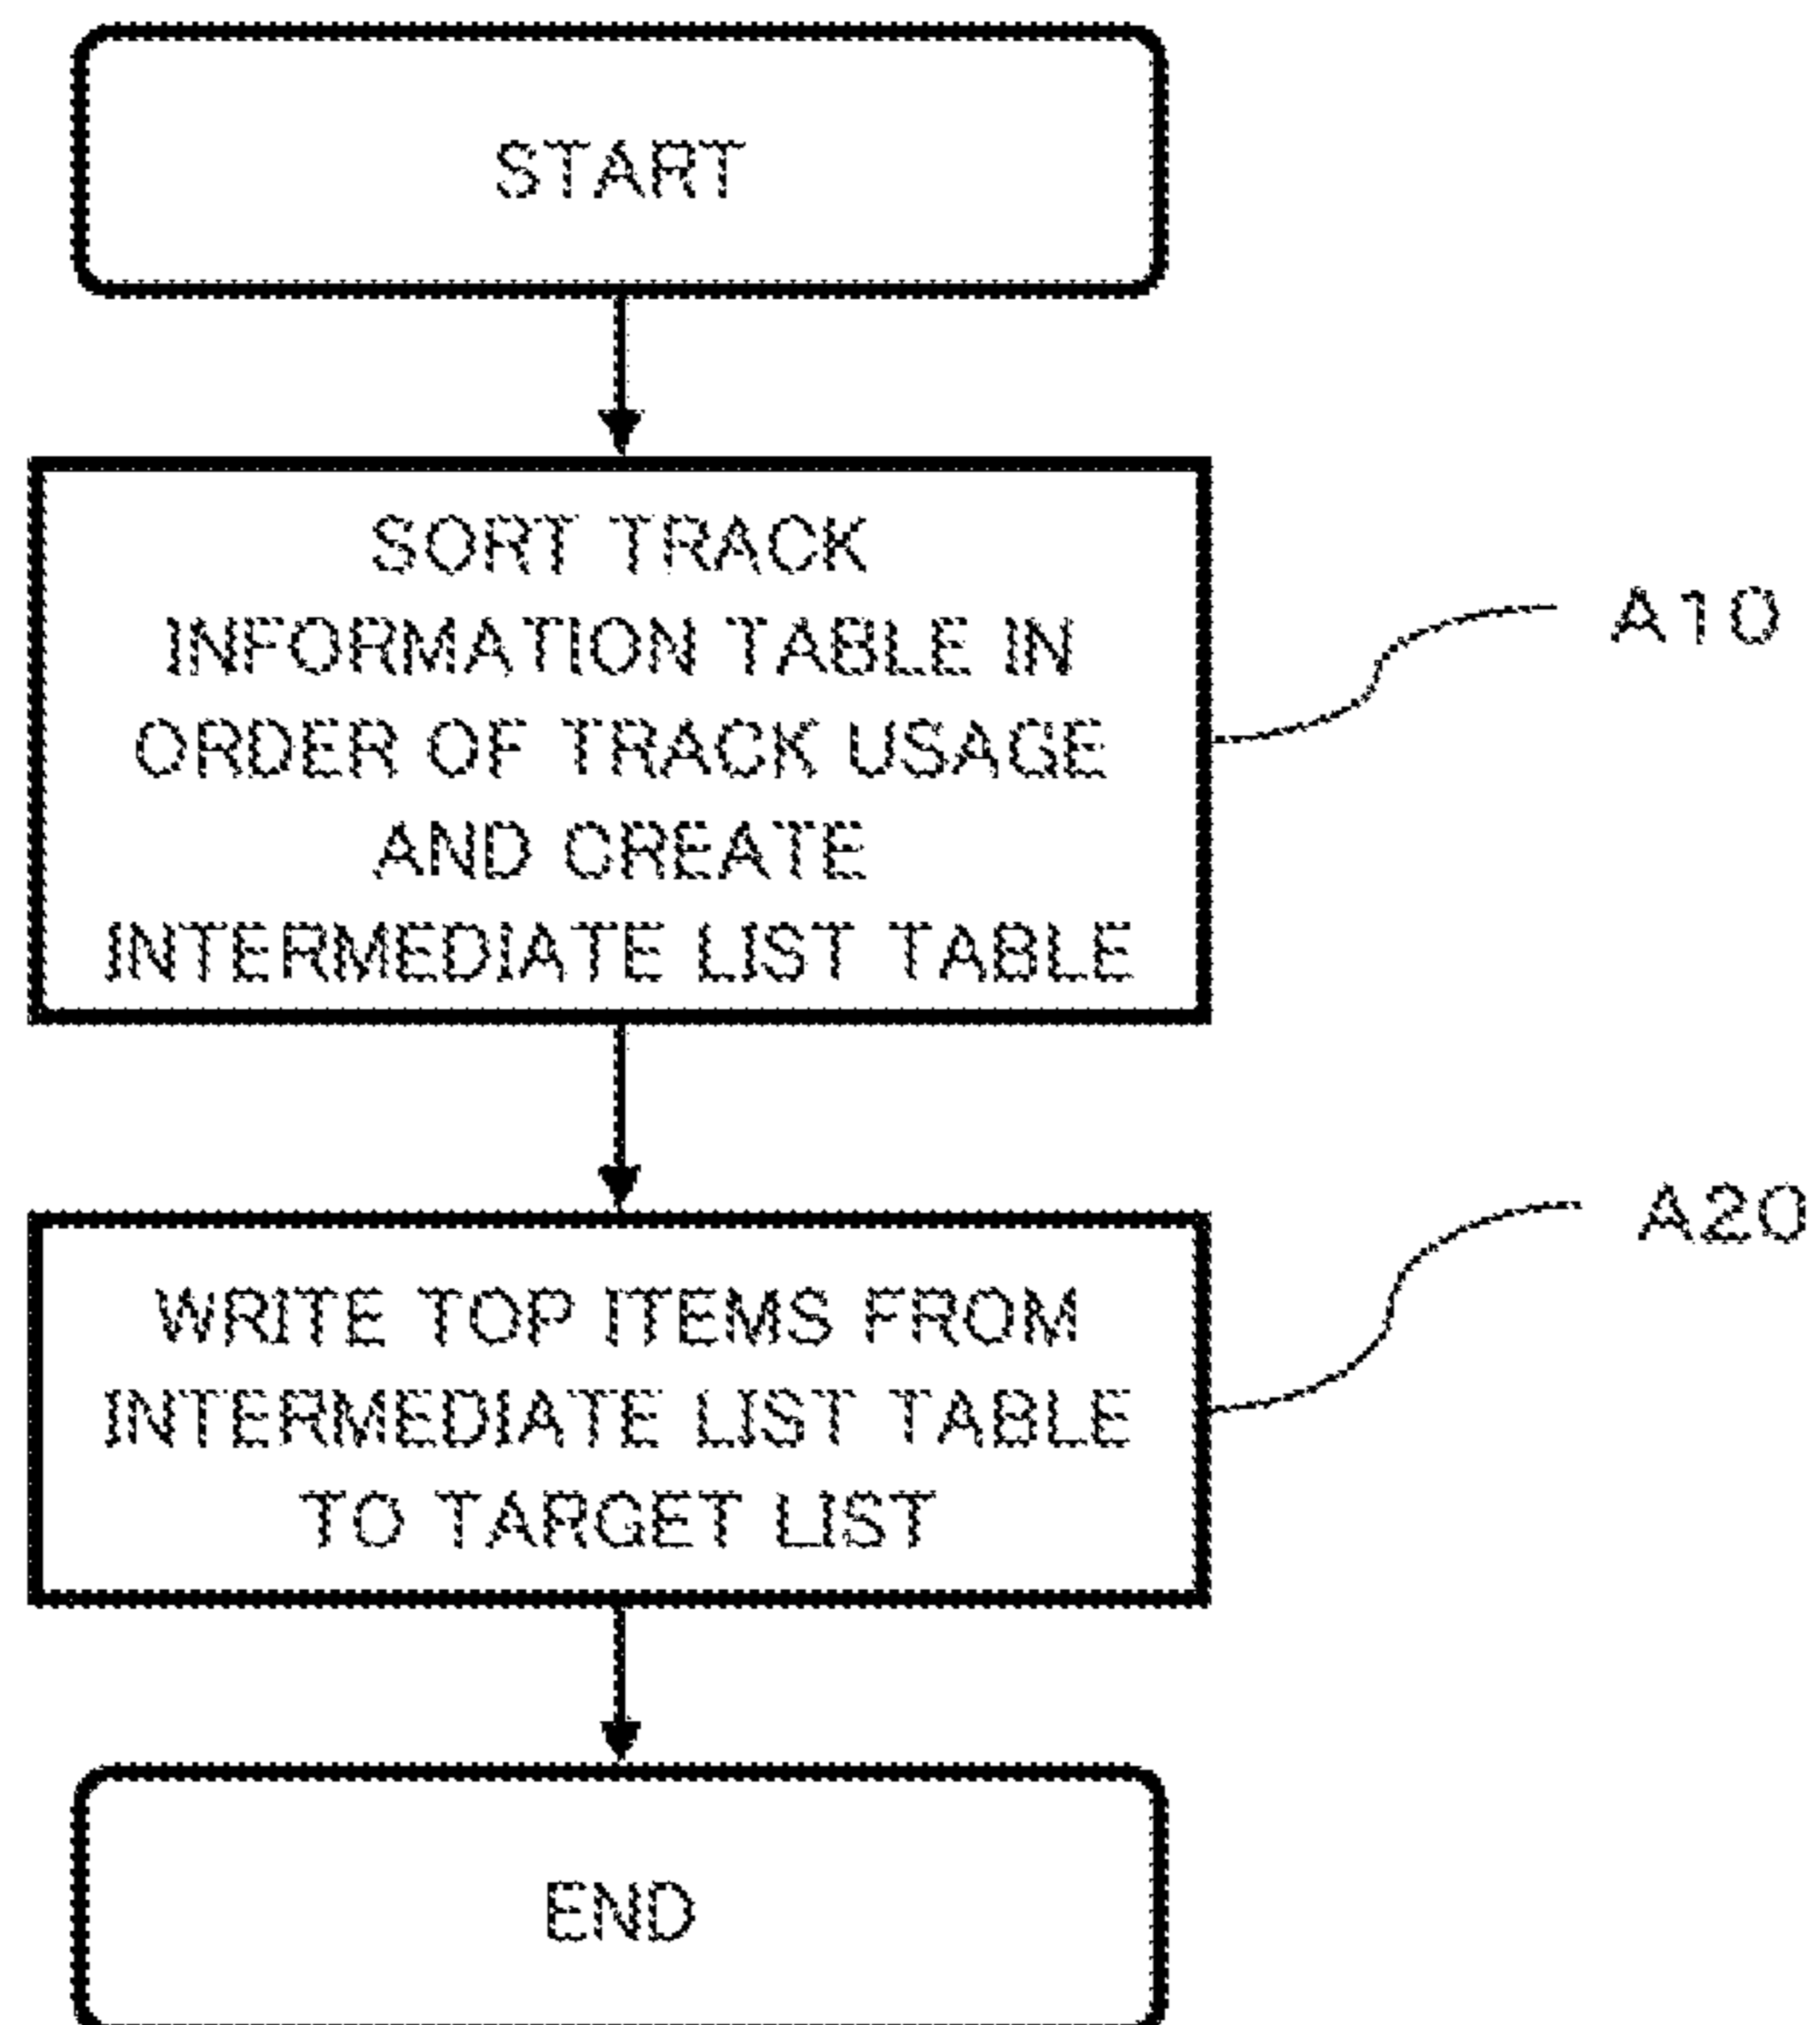 START
SORT TRACK
INFORMATION TABLE IN
ORDER OF TRACK USAGE
AND CREATE
INTERMEDIATE LIST TABLE
A10
WRITE TOP ITEMS FROM
INTERMEDIATE LIST TABLE
TO TARGET LIST
A20
END